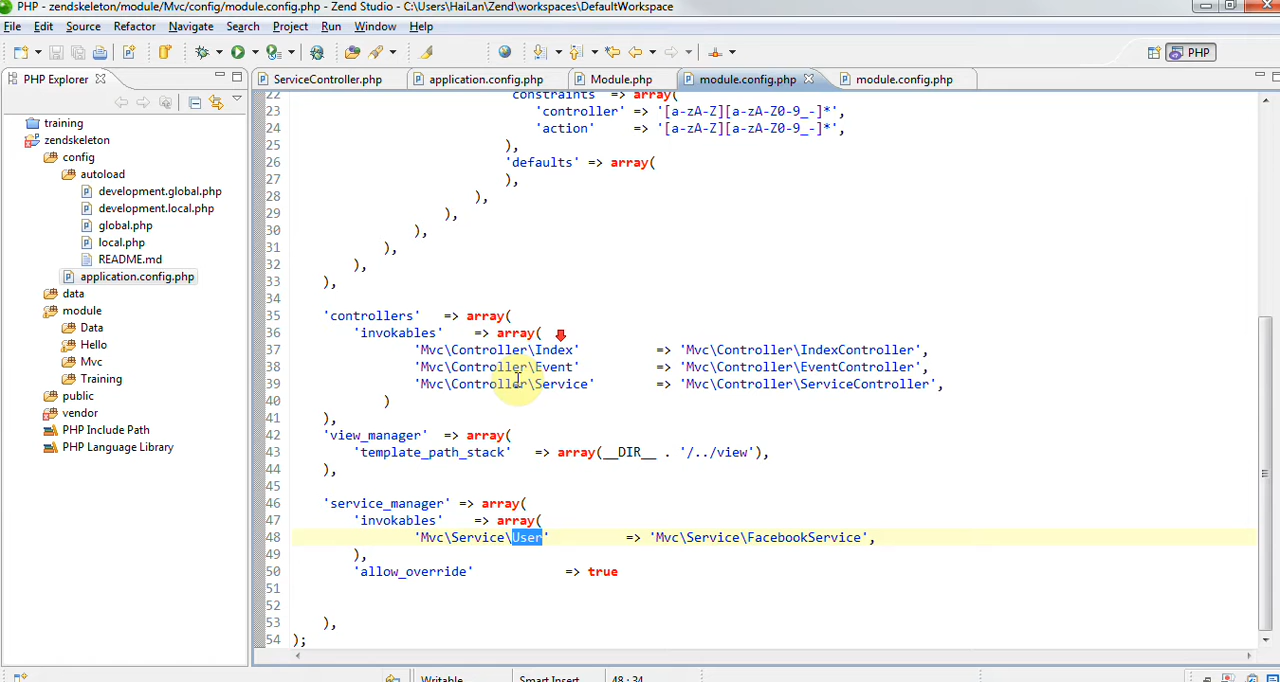 PHP - zendskeleton/module/Mvc/config/module.config.php - Zend Studio - C:\Users\HaiLan\Zend\workspaces\DefaultWorkspace
File Edit Source Refactor Navigate Search Project Run Window Help
PHP
PHP Explorer
ServiceController.php application.config.php Module.php module.config.php module.config.php
training
zendskeleton
config
autoload
development.global.php
development.local.php
global.php
local.php
README.md
application.config.php
data
module
Data
Hello
Mvc
Training
public
vendor
PHP Include Path
PHP Language Library
22 constraints => array(
23 'controller' => '[a-zA-Z][a-zA-Z0-9_-]*',
24 'action' => '[a-zA-Z][a-zA-Z0-9_-]*',
25 ),
26 'defaults' => array(
27 ),
28 ),
29 ),
30 ),
31 ),
32 ),
33 ),
34
35 'controllers' => array(
36 'invokables' => array(
37 'Mvc\Controller\Index' => 'Mvc\Controller\IndexController',
38 'Mvc\Controller\Event' => 'Mvc\Controller\EventController',
39 'Mvc\Controller\Service' => 'Mvc\Controller\ServiceController',
40 )
41 ),
42 'view_manager' => array(
43 'template_path_stack' => array(__DIR__ . '/../view'),
44 ),
45
46 'service_manager' => array(
47 'invokables' => array(
48 'Mvc\Service\User' => 'Mvc\Service\FacebookService',
49 ),
50 'allow_override' => true
51
52
53 ),
54 );
Writable Smart Insert 48 : 34